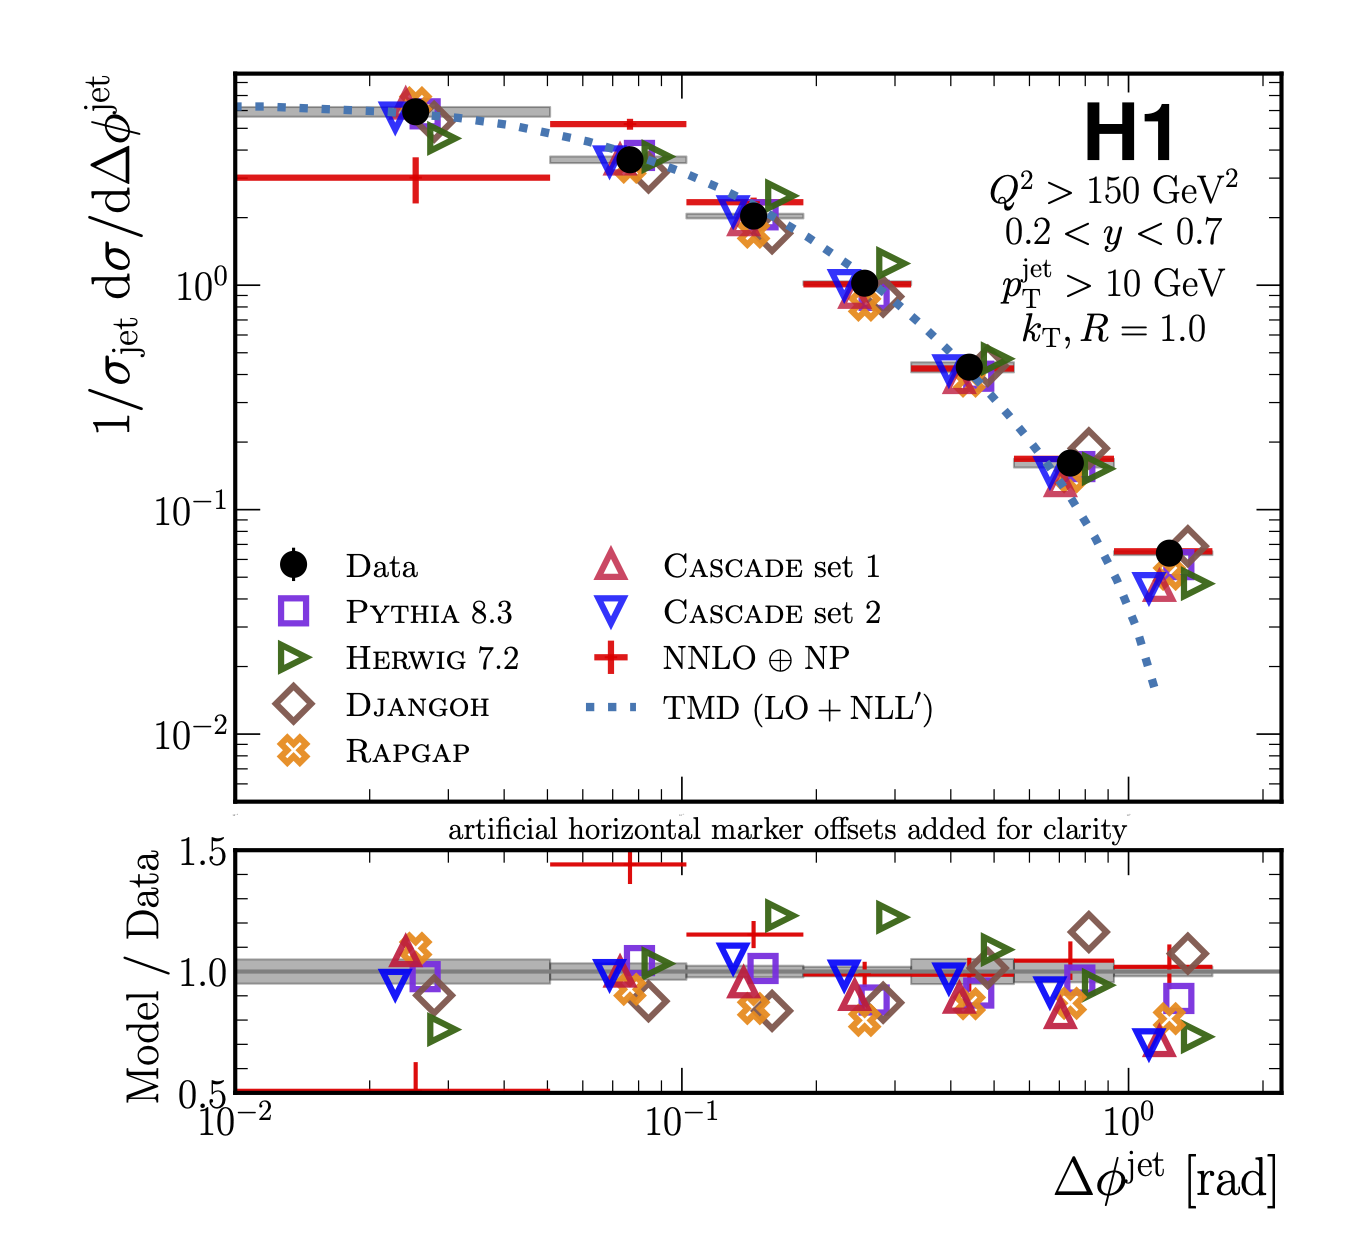 1/σ_jet dσ/dΔϕ^jet
H1
Q² > 150 GeV²
0.2 < y < 0.7
p_T^jet > 10 GeV
k_T, R = 1.0
10⁰
10⁻¹
10⁻²
Data
PYTHIA 8.3
HERWIG 7.2
DJANGOH
RAPGAP
CASCADE set 1
CASCADE set 2
NNLO ⊕ NP
TMD (LO + NLL′)
artificial horizontal marker offsets added for clarity
Model / Data
1.5
1.0
0.5
10⁻² 10⁻¹ 10⁰
Δϕ^jet [rad]